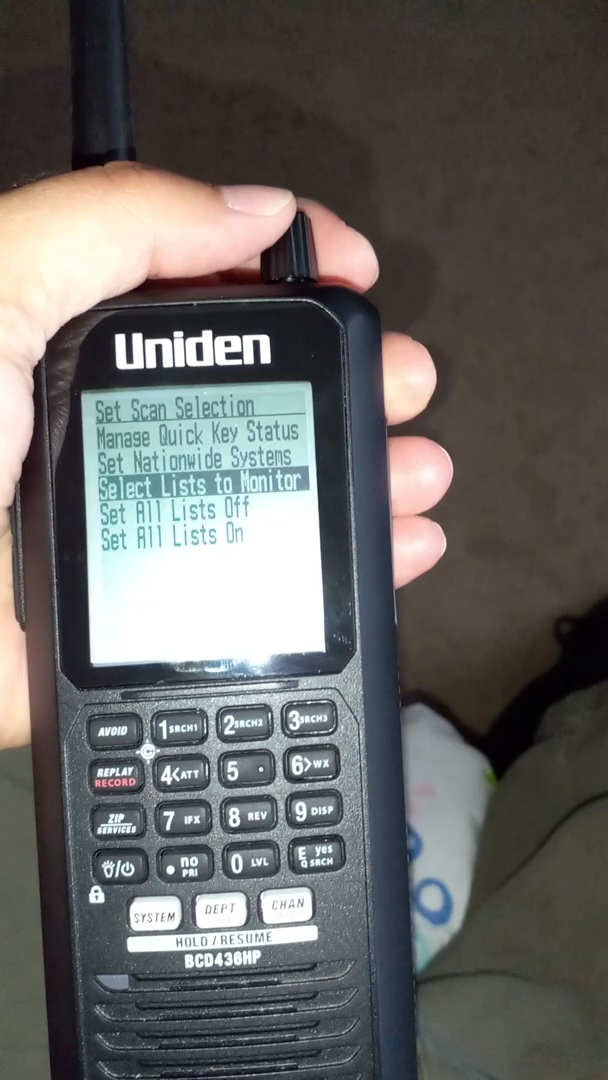 Uniden
Set Scan Selection
Manage Quick Key Status
Set Nationwide Systems
Select Lists to Monitor
Set All Lists Off
Set All Lists On
AVOID
1 SRCH1
2 SRCH2
3 SRCH3
REPLAY
RECORD
4 < ATT
5 .
6 > WX
ZIP
SERVICES
7 IFX
8 REV
9 DISP
. no
PRI
0 LVL
E yes
Q SRCH
SYSTEM
DEPT
CHAN
HOLD / RESUME
BCD436HP